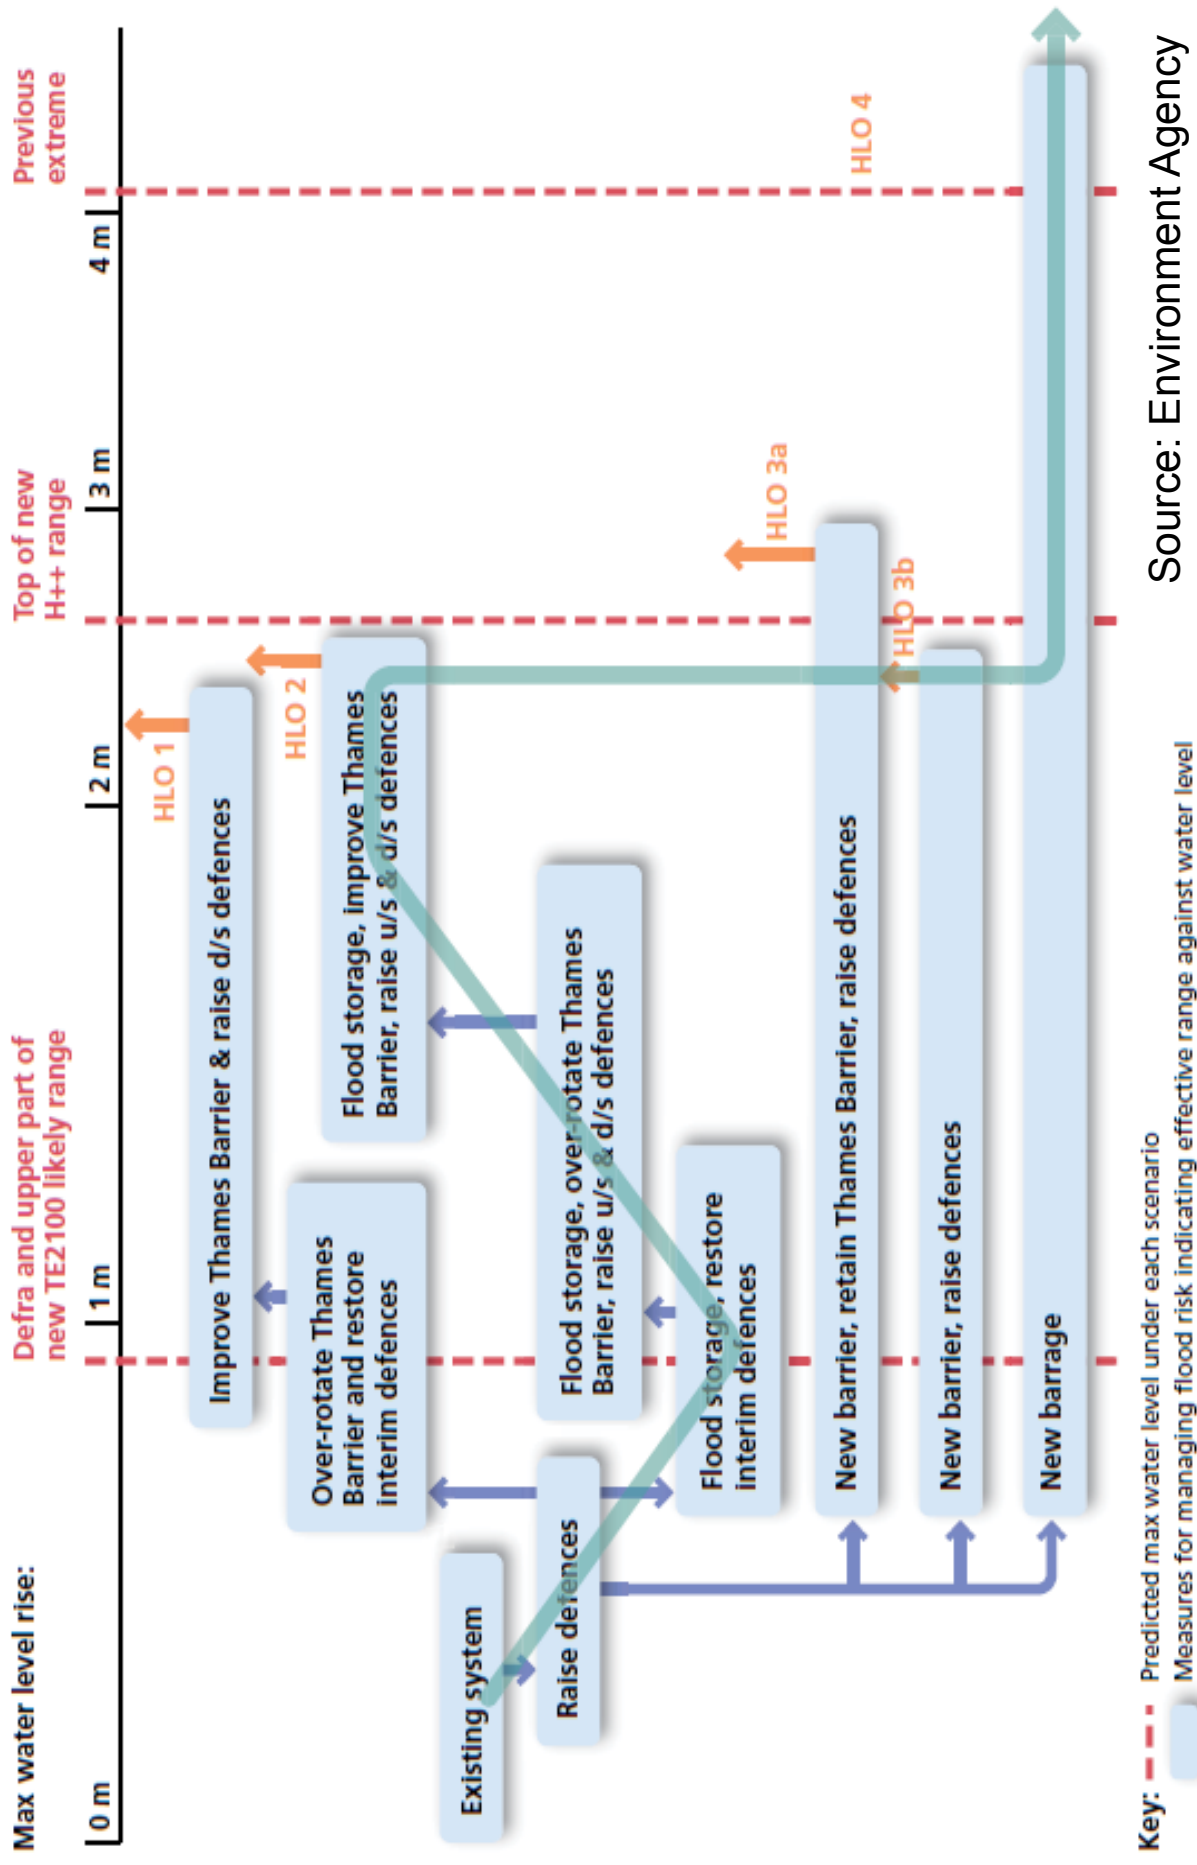 Max water level rise:
Defra and upper part of
new TE2100 likely range
Top of new
H++ range
Previous
extreme
0 m
1 m
2 m
3 m
4 m
HLO 1
Improve Thames Barrier & raise d/s defences
HLO 2
Over-rotate Thames
Barrier and restore
interim defences
Flood storage, improve Thames
Barrier, raise u/s & d/s defences
Existing system
Raise defences
Flood storage, over-rotate Thames
Barrier, raise u/s & d/s defences
Flood storage, restore
interim defences
HLO 3a
New barrier, retain Thames Barrier, raise defences
HLO 4
HLO 3b
New barrier, raise defences
New barrage
Key:
Predicted max water level under each scenario
Measures for managing flood risk indicating effective range against water level
Source: Environment Agency